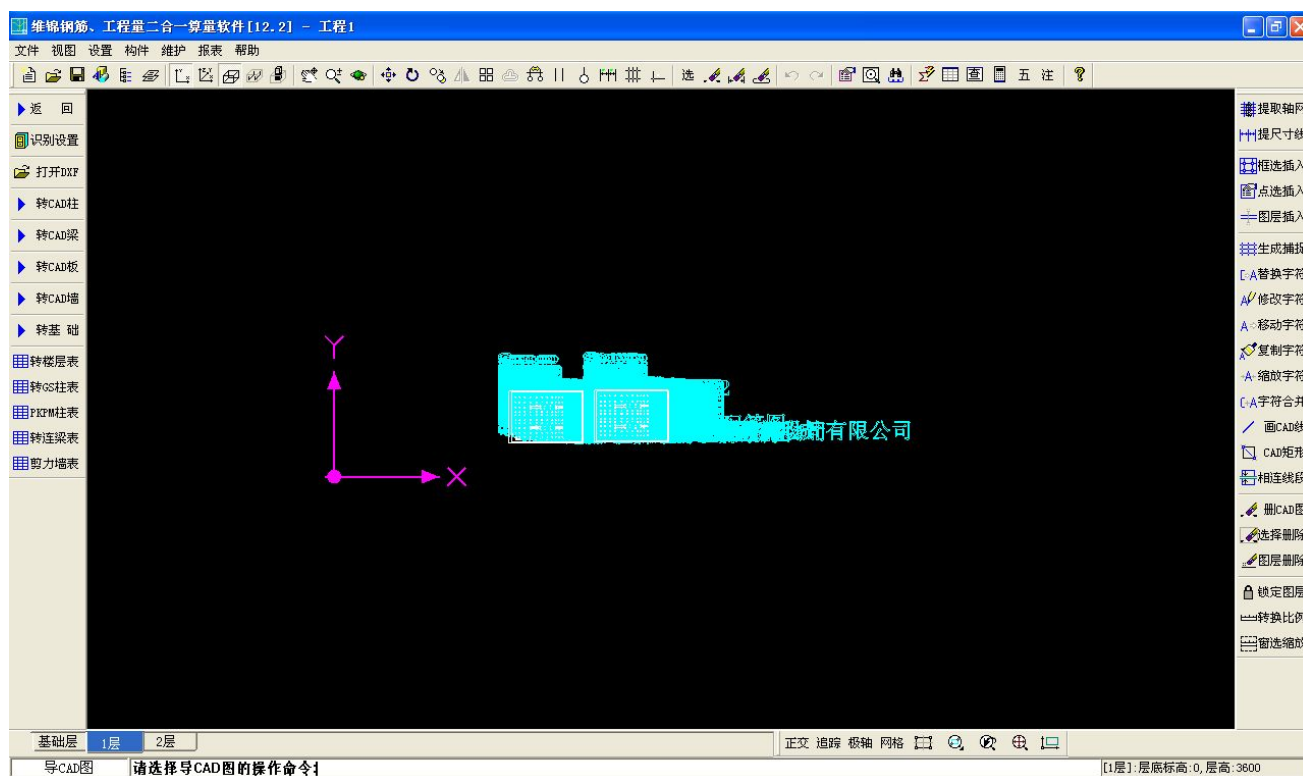 维锦钢筋、工程量二合一算量软件[12.2] - 工程1
文件 视图 设置 构件 维护 报表 帮助
选 查 五 注
返 回
识别设置
打开DXF
转CAD柱
转CAD梁
转CAD板
转CAD墙
转基 础
转楼层表
转GS柱表
PKPM柱表
转连梁表
剪力墙表
Y
X
有限公司
提取轴网
提尺寸线
框选插入
点选插入
图层插入
生成捕捉
替换字符
修改字符
移动字符
复制字符
缩放字符
字符合并
画CAD线
CAD矩形
相连线段
删CAD图
选择删除
图层删除
锁定图层
转换比例
窗选缩放
基础层 1层 2层
正交 追踪 极轴 网格
导CAD图 请选择导CAD图的操作命令:
[1层]:层底标高:0,层高:3600